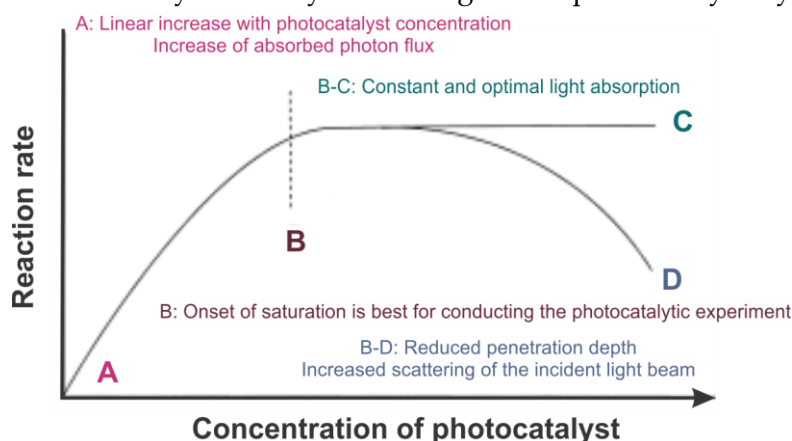 A: Linear increase with photocatalyst concentration
Increase of absorbed photon flux
B-C: Constant and optimal light absorption
C
B
D
B: Onset of saturation is best for conducting the photocatalytic experiment
B-D: Reduced penetration depth
Increased scattering of the incident light beam
A
Reaction rate
Concentration of photocatalyst